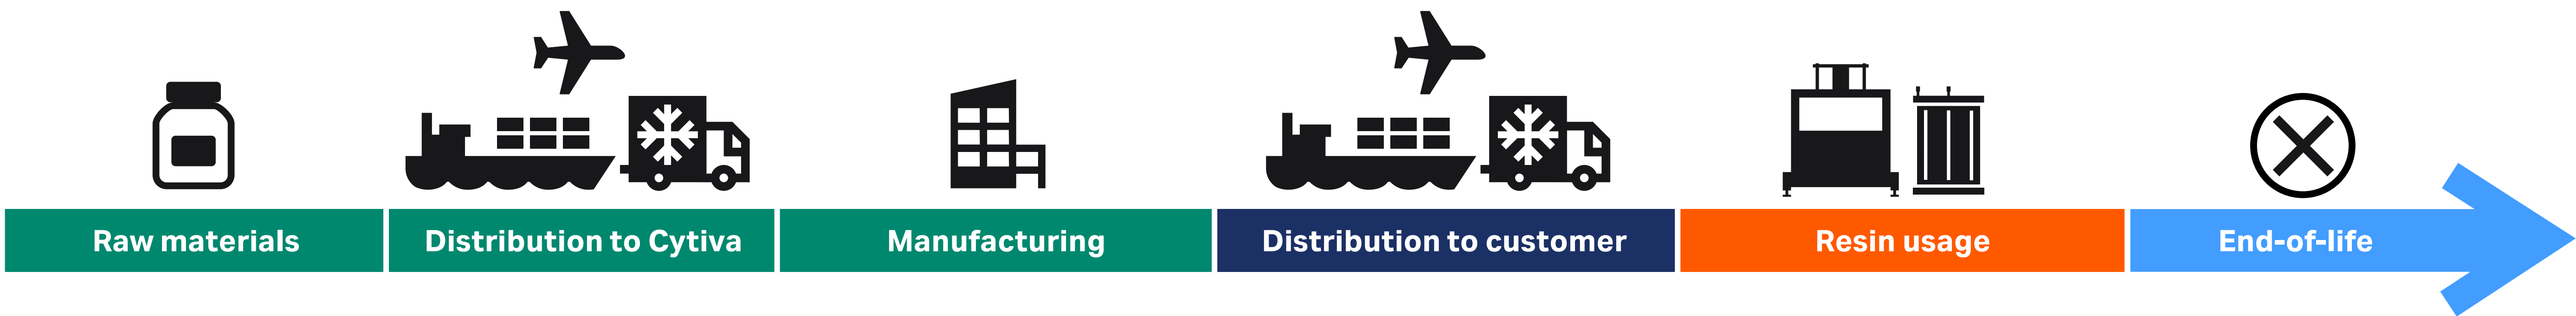 Raw materials
Distribution to Cytiva
Manufacturing
Distribution to customer
Resin usage
End-of-life